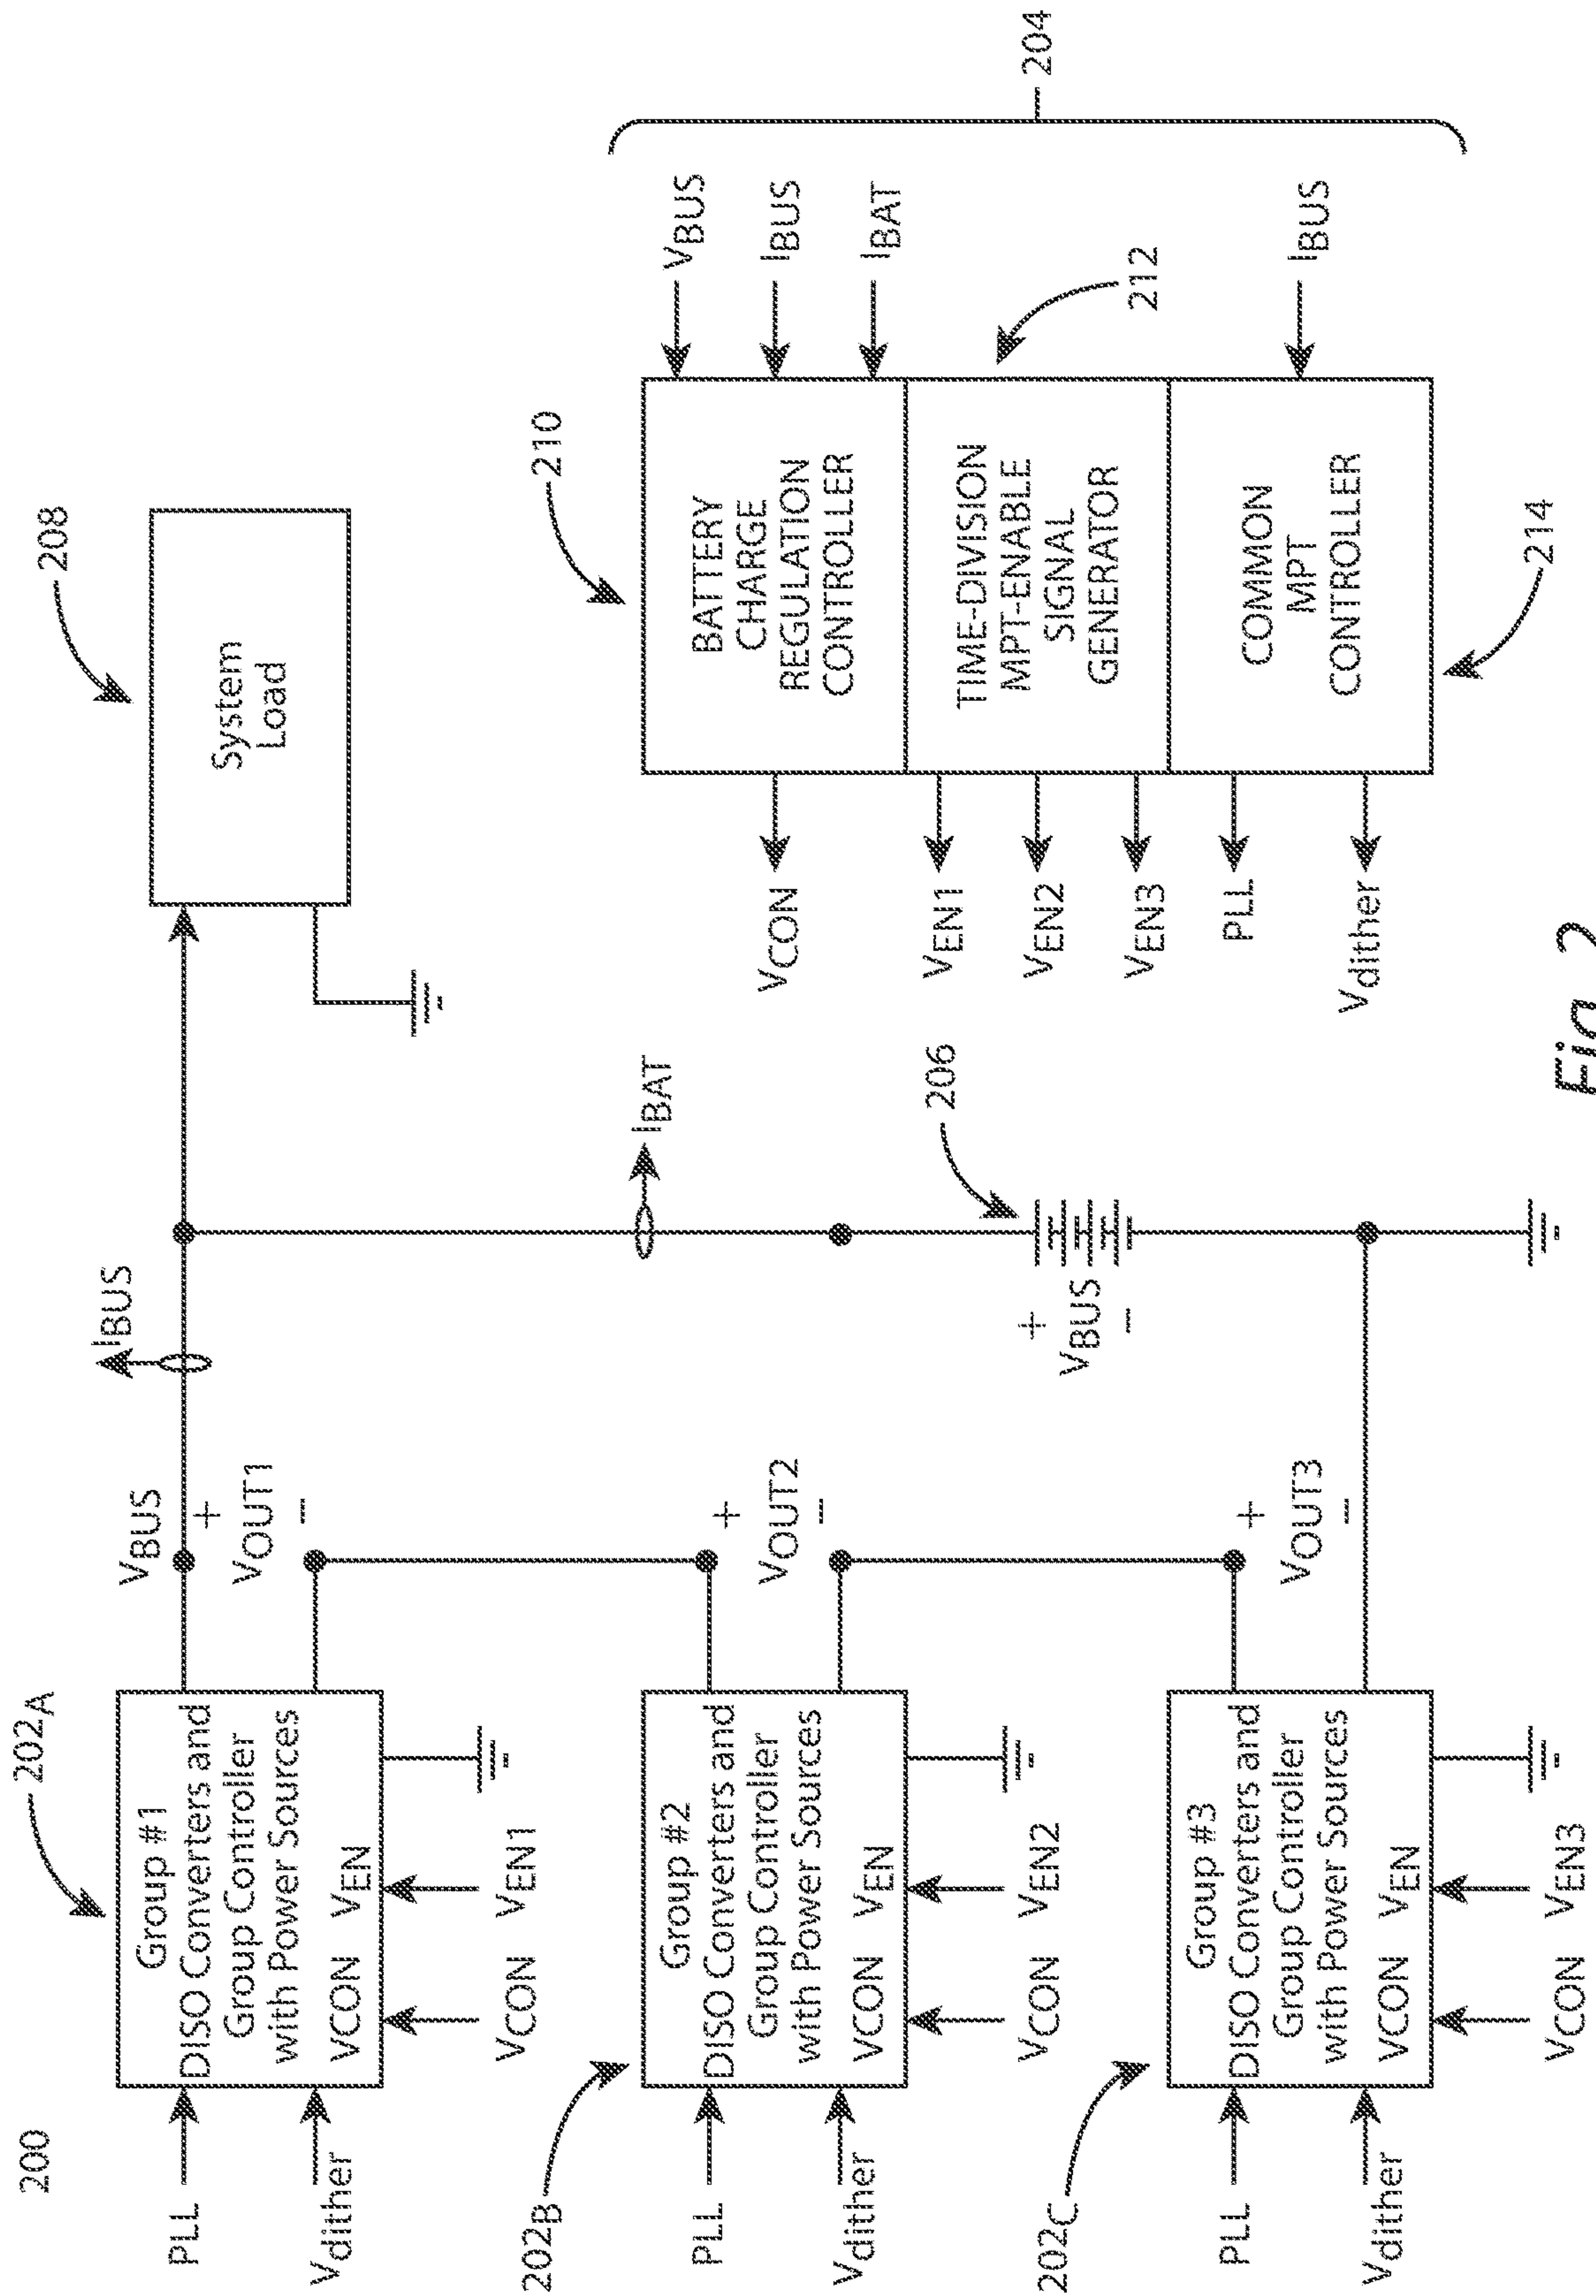 200
202A
PLL
Vdither
Group #1
DISO Converters and
Group Controller
with Power Sources
VCON VEN
VCON
VEN1
VBUS
+
VOUT1
–
IBUS
208
System
Load
202B
PLL
Vdither
Group #2
DISO Converters and
Group Controller
with Power Sources
VCON VEN
VCON
VEN2
+
VOUT2
–
IBAT
206
+
VBUS
–
202C
PLL
Vdither
Group #3
DISO Converters and
Group Controller
with Power Sources
VCON VEN
VCON
VEN3
+
VOUT3
–
210
BATTERY
CHARGE
REGULATION
CONTROLLER
VCON
VBUS
IBUS
IBAT
212
TIME-DIVISION
MPT-ENABLE
SIGNAL
GENERATOR
VEN1
VEN2
VEN3
COMMON
MPT
CONTROLLER
PLL
Vdither
IBUS
214
204
Fig. 2